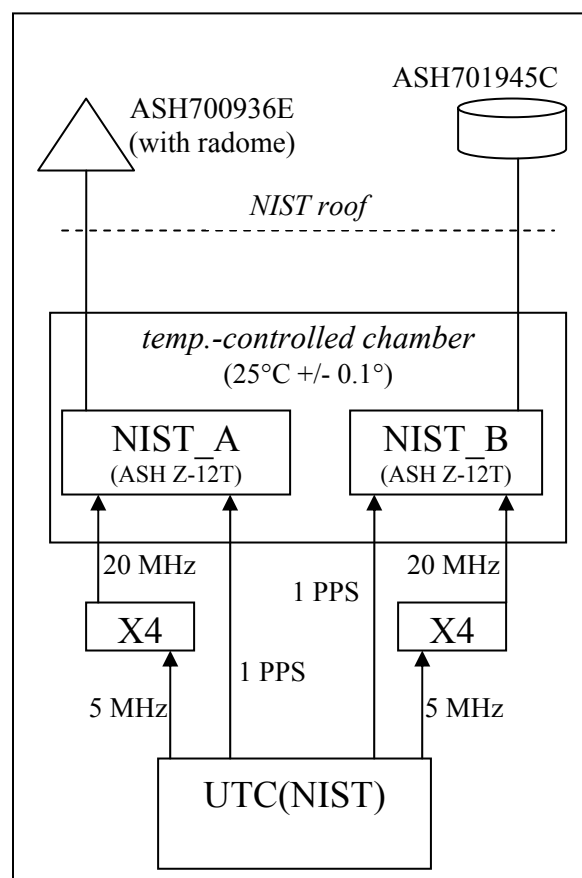 ASH701945C
ASH700936E
(with radome)
NIST roof
temp.-controlled chamber
(25°C +/- 0.1°)
NIST_A
(ASH Z-12T)
NIST_B
(ASH Z-12T)
20 MHz
20 MHz
1 PPS
X4
X4
1 PPS
5 MHz
5 MHz
UTC(NIST)